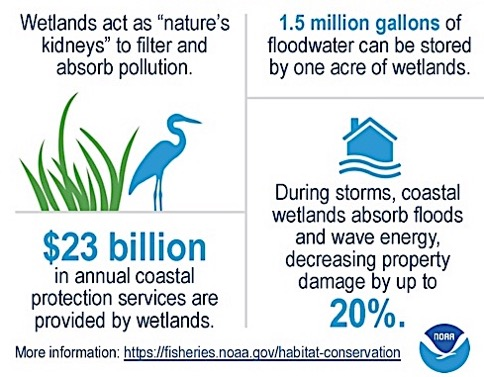 Wetlands act as “nature’s
kidneys” to filter and
absorb pollution.
1.5 million gallons of
floodwater can be stored
by one acre of wetlands.
$23 billion
in annual coastal
protection services are
provided by wetlands.
During storms, coastal
wetlands absorb floods
and wave energy,
decreasing property
damage by up to
20%.
NOAA
More information: https://fisheries.noaa.gov/habitat-conservation